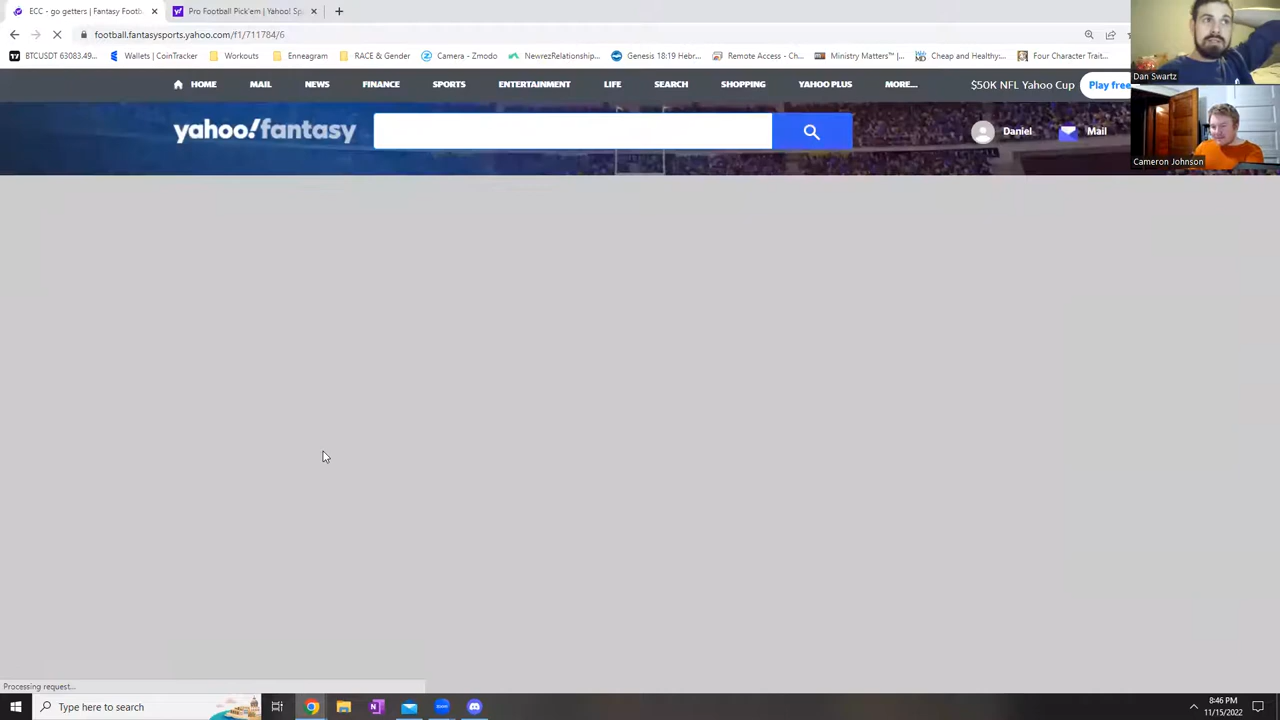 ECC - go getters | Fantasy Footb
Pro Football Pick'em | Yahoo! Sp
football.fantasysports.yahoo.com/f1/711784/6
BTCUSDT 63083.49...
Wallets | CoinTracker
Workouts
Enneagram
RACE & Gender
Camera - Zmodo
NewrezRelationship...
Genesis 18:19 Hebr...
Remote Access - Ch...
Ministry Matters™ |...
Cheap and Healthy:...
Four Character Trait...
HOME
MAIL
NEWS
FINANCE
SPORTS
ENTERTAINMENT
LIFE
SEARCH
SHOPPING
YAHOO PLUS
MORE...
$50K NFL Yahoo Cup
Play free
yahoo!fantasy
Daniel
Mail
Dan Swartz
Cameron Johnson
Processing request...
Type here to search
zoom
8:46 PM
11/15/2022